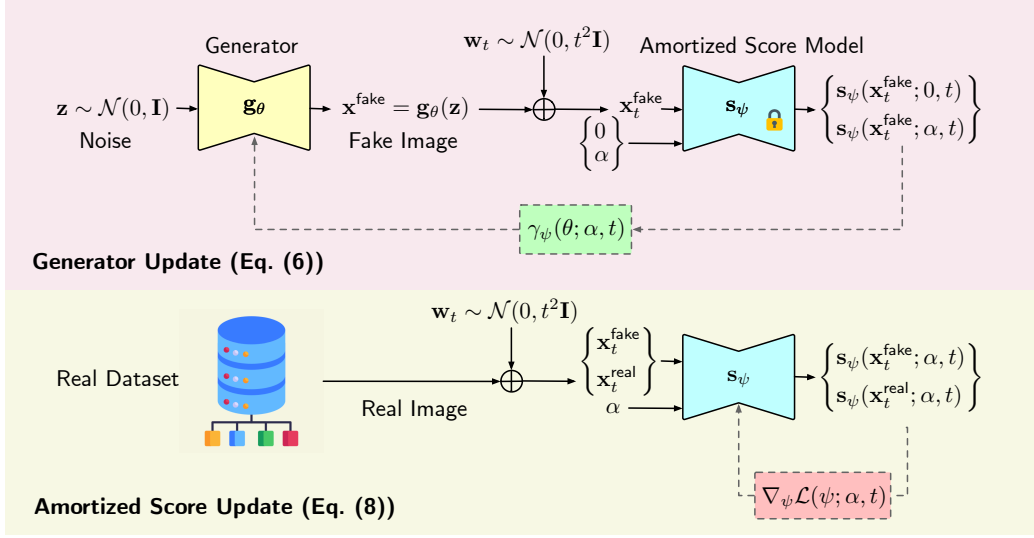 Generator
w_t ∼ N(0, t²I)
Amortized Score Model
z ∼ N(0, I)
g_θ
x^fake = g_θ(z)
x_t^fake
s_ψ
{s_ψ(x_t^fake; 0, t)
s_ψ(x_t^fake; α, t)}
Noise
Fake Image
{0
α}
γ_ψ(θ; α, t)
Generator Update (Eq. (6))
w_t ∼ N(0, t²I)
Real Dataset
Real Image
{x_t^fake
x_t^real}
α
s_ψ
{s_ψ(x_t^fake; α, t)
s_ψ(x_t^real; α, t)}
∇_ψ L(ψ; α, t)
Amortized Score Update (Eq. (8))